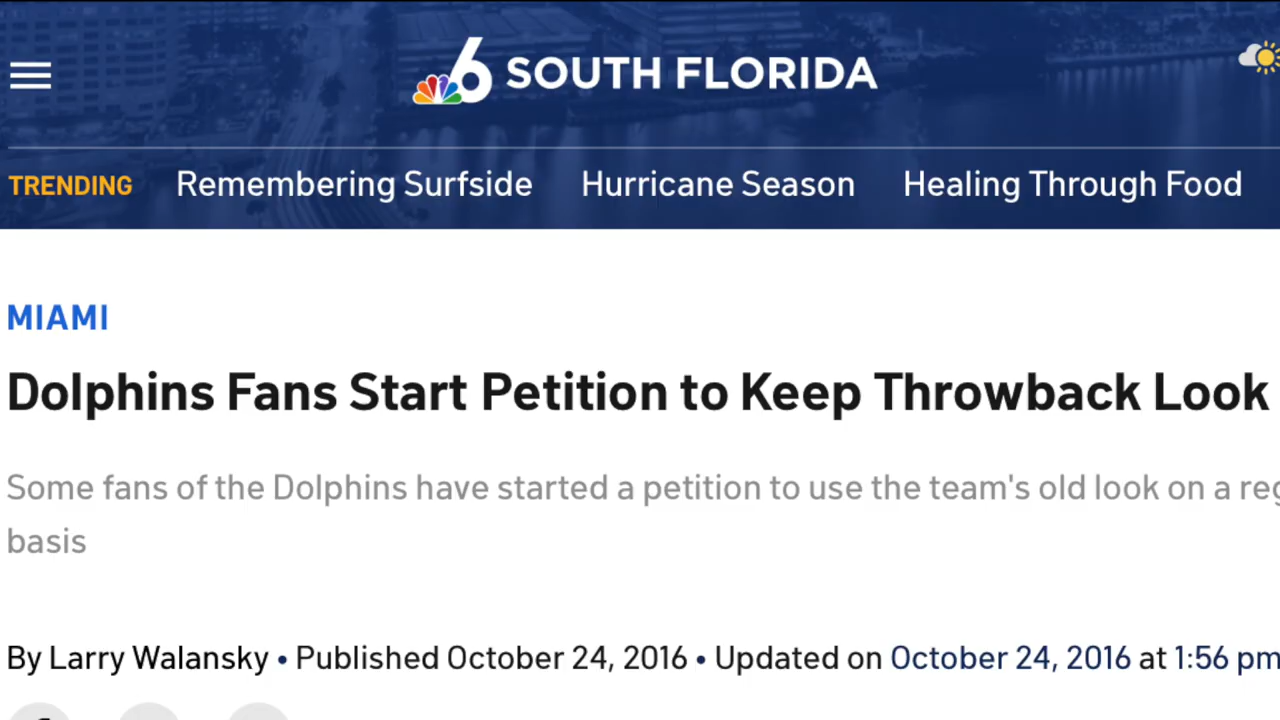 6 SOUTH FLORIDA
TRENDING Remembering Surfside Hurricane Season Healing Through Food
MIAMI
Dolphins Fans Start Petition to Keep Throwback Look
Some fans of the Dolphins have started a petition to use the team's old look on a reg
basis
By Larry Walansky • Published October 24, 2016 • Updated on October 24, 2016 at 1:56 pm